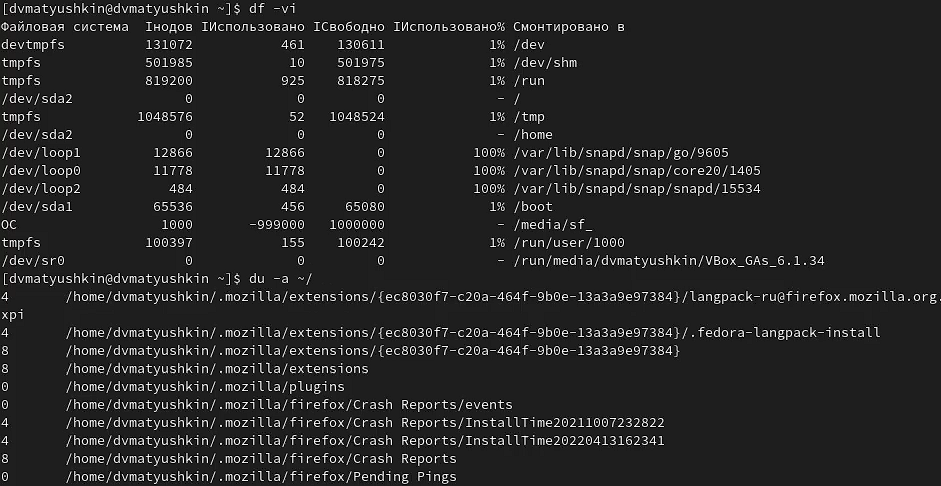 [dvmatyushkin@dvmatyushkin ~]$ df -vi
Файловая система  Iнодов IИспользовано IСвободно IИспользовано% Смонтировано в
devtmpfs          131072           461    130611             1% /dev
tmpfs             501985            10    501975             1% /dev/shm
tmpfs             819200           925    818275             1% /run
/dev/sda2              0             0         0              - /
tmpfs            1048576            52   1048524             1% /tmp
/dev/sda2              0             0         0              - /home
/dev/loop1         12866         12866         0           100% /var/lib/snapd/snap/go/9605
/dev/loop0         11778         11778         0           100% /var/lib/snapd/snap/core20/1405
/dev/loop2           484           484         0           100% /var/lib/snapd/snap/snapd/15534
/dev/sda1          65536           456     65080             1% /boot
ОС                  1000       -999000   1000000              - /media/sf_
tmpfs             100397           155    100242             1% /run/user/1000
/dev/sr0               0             0         0              - /run/media/dvmatyushkin/VBox_GAs_6.1.34
[dvmatyushkin@dvmatyushkin ~]$ du -a ~/
4       /home/dvmatyushkin/.mozilla/extensions/{ec8030f7-c20a-464f-9b0e-13a3a9e97384}/langpack-ru@firefox.mozilla.org.
xpi
4       /home/dvmatyushkin/.mozilla/extensions/{ec8030f7-c20a-464f-9b0e-13a3a9e97384}/.fedora-langpack-install
8       /home/dvmatyushkin/.mozilla/extensions/{ec8030f7-c20a-464f-9b0e-13a3a9e97384}
8       /home/dvmatyushkin/.mozilla/extensions
0       /home/dvmatyushkin/.mozilla/plugins
0       /home/dvmatyushkin/.mozilla/firefox/Crash Reports/events
4       /home/dvmatyushkin/.mozilla/firefox/Crash Reports/InstallTime20211007232822
4       /home/dvmatyushkin/.mozilla/firefox/Crash Reports/InstallTime20220413162341
8       /home/dvmatyushkin/.mozilla/firefox/Crash Reports
0       /home/dvmatyushkin/.mozilla/firefox/Pending Pings